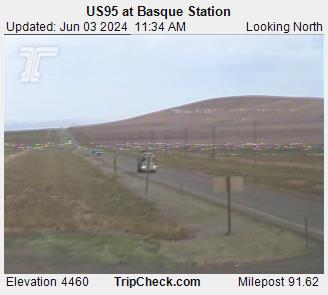 US95 at Basque Station
Updated: Jun 03 2024 11:34 AM Looking North
Elevation 4460 TripCheck.com Milepost 91.62